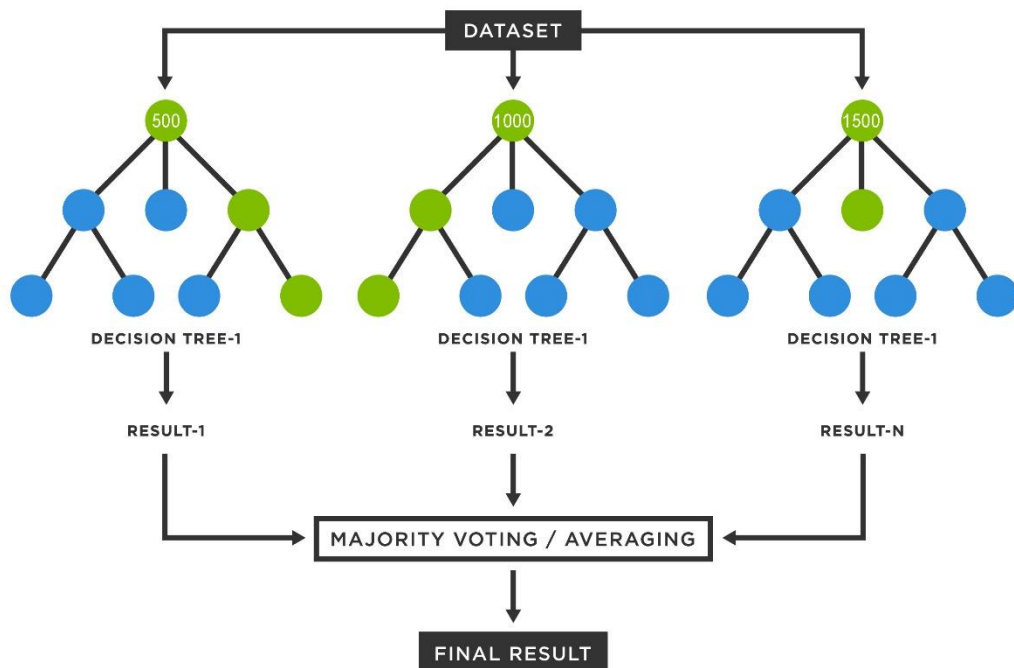 DATASET
500
1000
1500
DECISION TREE-1
DECISION TREE-1
DECISION TREE-1
RESULT-1
RESULT-2
RESULT-N
MAJORITY VOTING / AVERAGING
FINAL RESULT